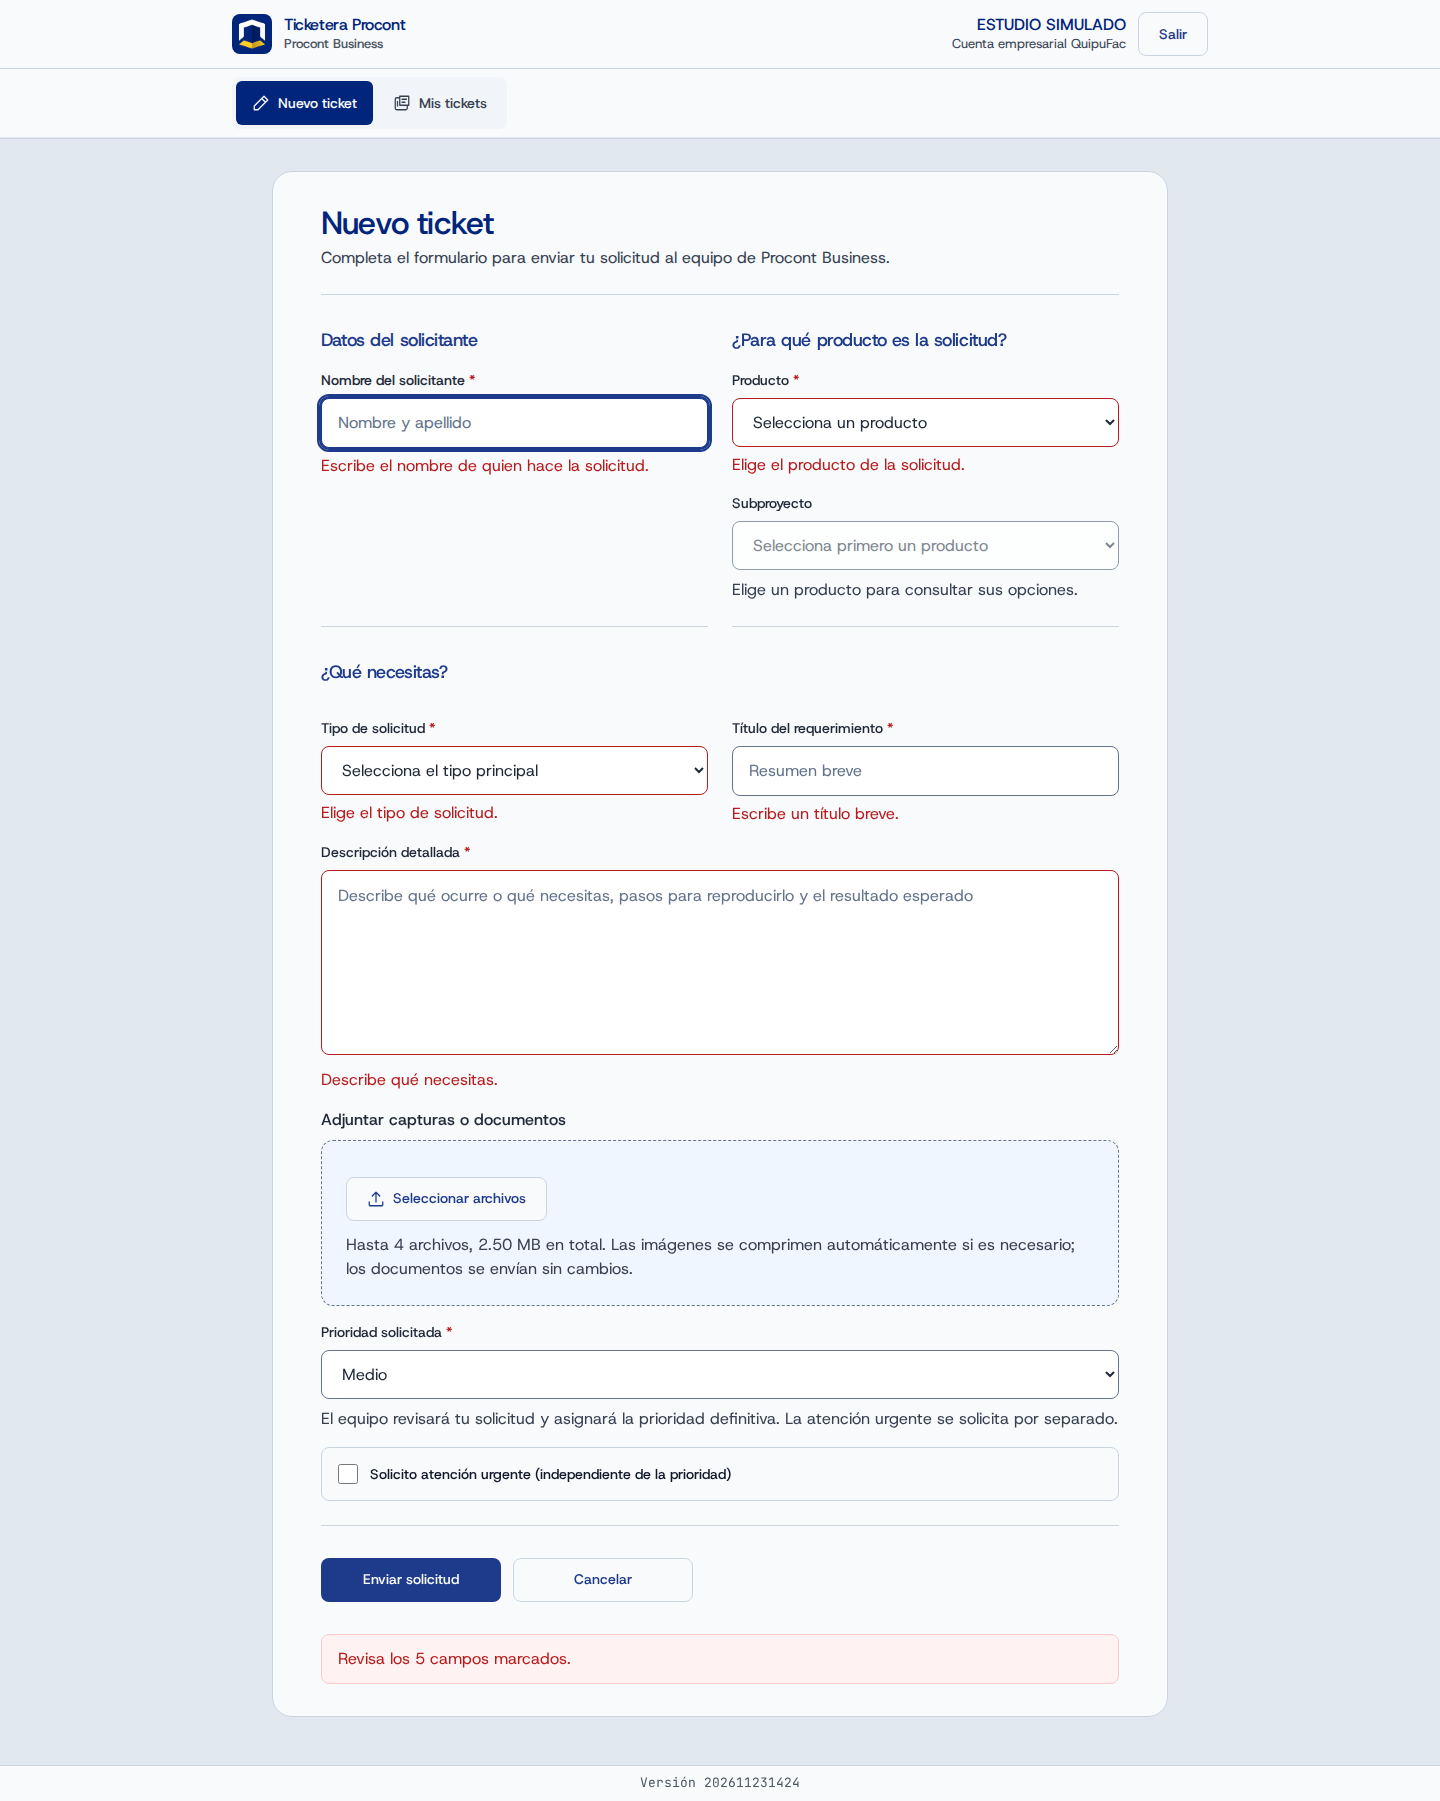 Ticketera Procont
Procont Business
ESTUDIO SIMULADO
Cuenta empresarial QuipuFac
Salir
Nuevo ticket
Mis tickets
Nuevo ticket
Completa el formulario para enviar tu solicitud al equipo de Procont Business.
Datos del solicitante
Nombre del solicitante *
Nombre y apellido
Escribe el nombre de quien hace la solicitud.
¿Para qué producto es la solicitud?
Producto *
Selecciona un producto
Elige el producto de la solicitud.
Subproyecto
Selecciona primero un producto
Elige un producto para consultar sus opciones.
¿Qué necesitas?
Tipo de solicitud *
Selecciona el tipo principal
Elige el tipo de solicitud.
Título del requerimiento *
Resumen breve
Escribe un título breve.
Descripción detallada *
Describe qué ocurre o qué necesitas, pasos para reproducirlo y el resultado esperado
Describe qué necesitas.
Adjuntar capturas o documentos
Seleccionar archivos
Hasta 4 archivos, 2.50 MB en total. Las imágenes se comprimen automáticamente si es necesario;
los documentos se envían sin cambios.
Prioridad solicitada *
Medio
El equipo revisará tu solicitud y asignará la prioridad definitiva. La atención urgente se solicita por separado.
Solicito atención urgente (independiente de la prioridad)
Enviar solicitud
Cancelar
Revisa los 5 campos marcados.
Versión 202611231424